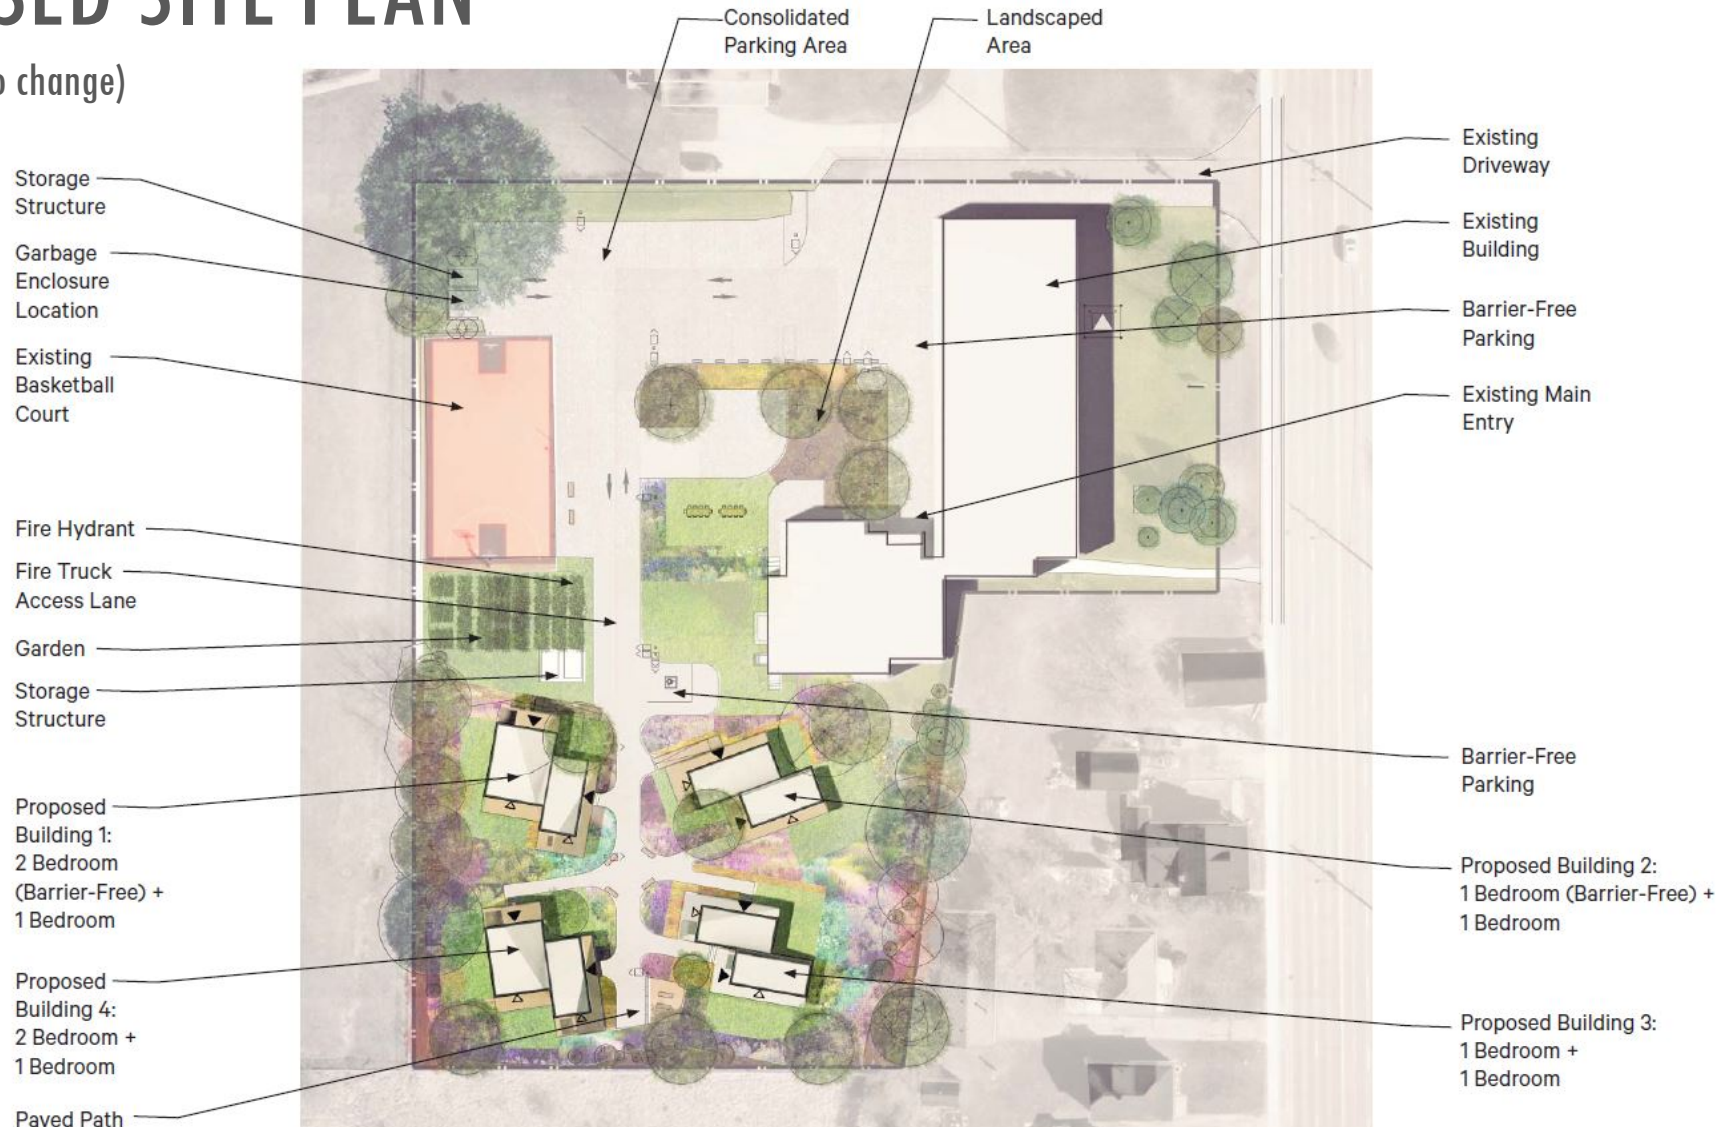 SED SITE PLAN
o change)
Consolidated
Parking Area
Landscaped
Area
Storage
Structure
Garbage
Enclosure
Location
Existing
Basketball
Court
Fire Hydrant
Fire Truck
Access Lane
Garden
Storage
Structure
Proposed
Building 1:
2 Bedroom
(Barrier-Free) +
1 Bedroom
Proposed
Building 4:
2 Bedroom +
1 Bedroom
Paved Path
Existing
Driveway
Existing
Building
Barrier-Free
Parking
Existing Main
Entry
Barrier-Free
Parking
Proposed Building 2:
1 Bedroom (Barrier-Free) +
1 Bedroom
Proposed Building 3:
1 Bedroom +
1 Bedroom